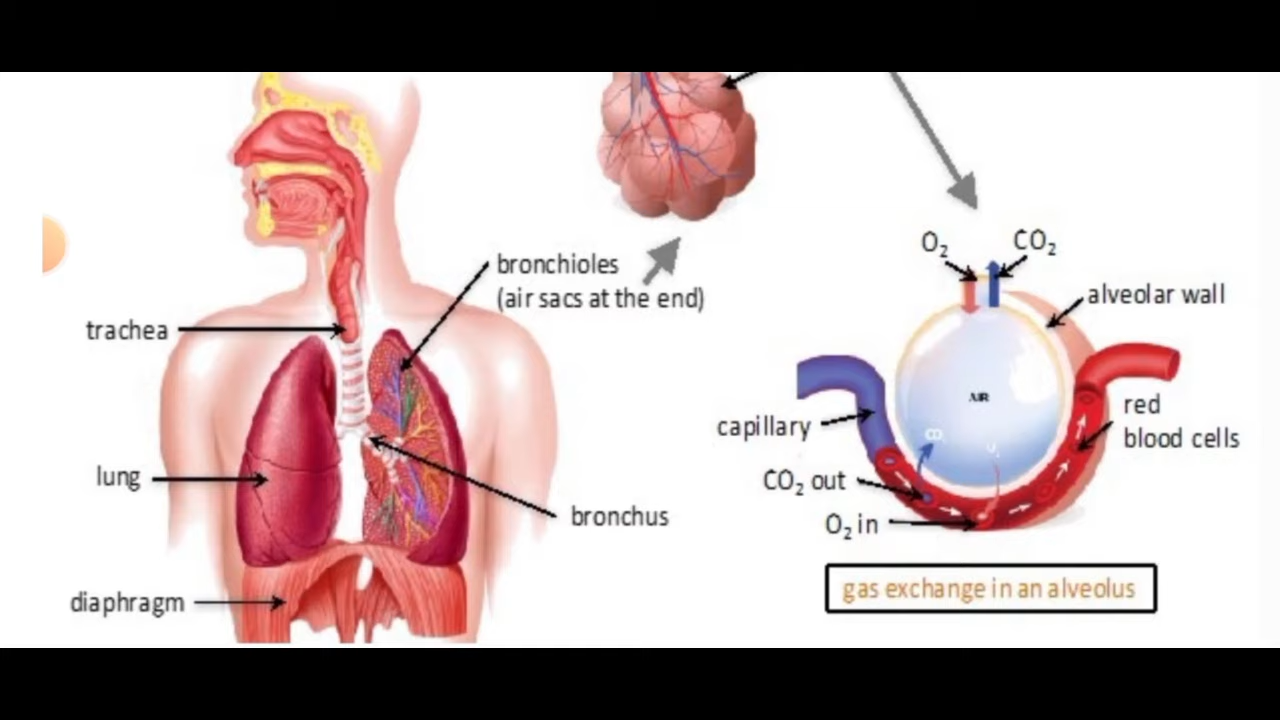 bronchioles
(air sacs at the end)
trachea
lung
bronchus
diaphragm
O₂
CO₂
alveolar wall
AIR
capillary
red
blood cells
CO₂ out
O₂ in
gas exchange in an alveolus